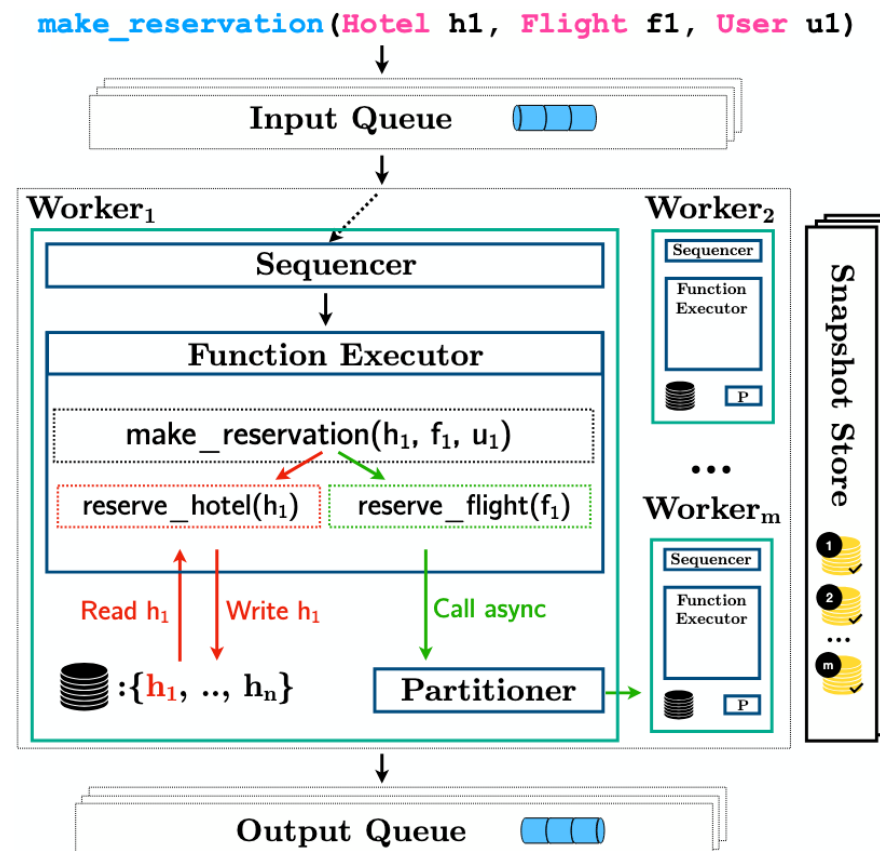 make_reservation(Hotel h1, Flight f1, User u1)
Input Queue
Worker₁
Sequencer
Function Executor
make_reservation(h₁, f₁, u₁)
reserve_hotel(h₁)
reserve_flight(f₁)
Read h₁
Write h₁
Call async
:{h₁, .., hₙ}
Partitioner
Worker₂
Sequencer
Function
Executor
P
...
Workerₘ
Sequencer
Function
Executor
P
Snapshot Store
1
2
...
m
Output Queue